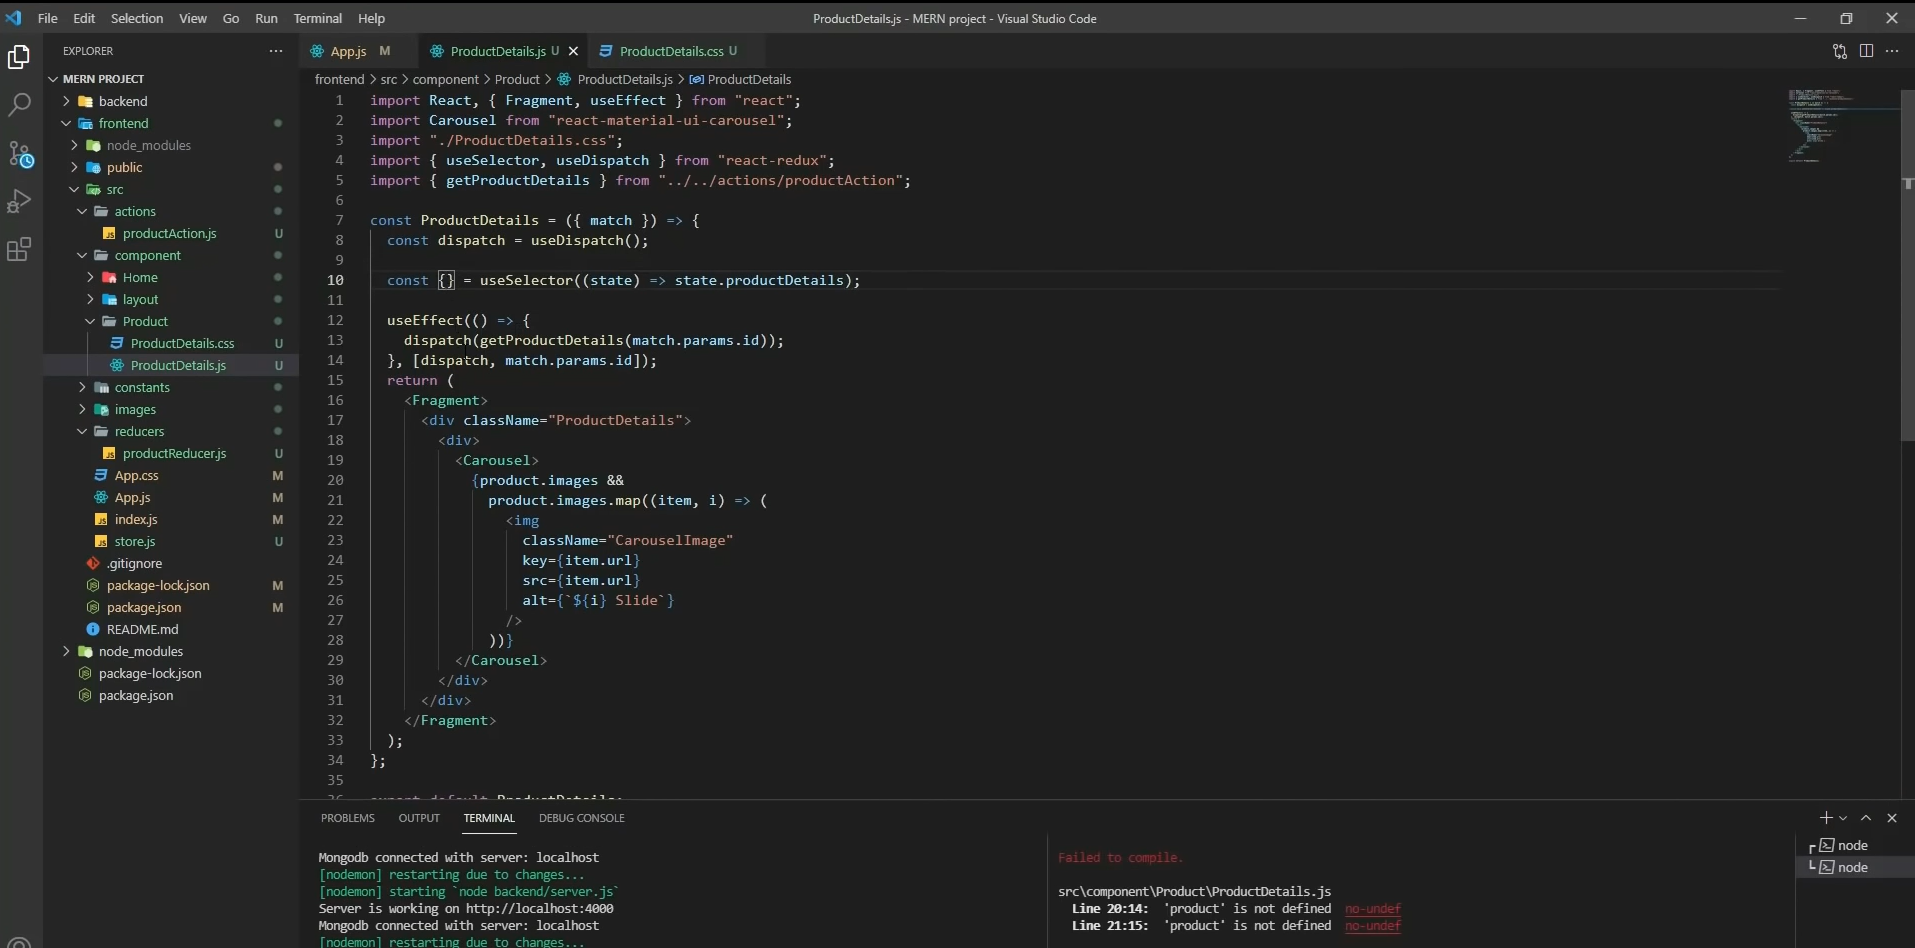 File Edit Selection View Go Run Terminal Help
ProductDetails.js - MERN project - Visual Studio Code
EXPLORER
MERN PROJECT
backend
frontend
node_modules
public
src
actions
productAction.js U
component
Home
layout
Product
ProductDetails.css U
ProductDetails.js U
constants
images
reducers
productReducer.js U
App.css M
App.js M
index.js M
store.js U
.gitignore
package-lock.json M
package.json M
README.md
node_modules
package-lock.json
package.json
App.js M
ProductDetails.js U
ProductDetails.css U
frontend > src > component > Product > ProductDetails.js > ProductDetails
1 import React, { Fragment, useEffect } from "react";
2 import Carousel from "react-material-ui-carousel";
3 import "./ProductDetails.css";
4 import { useSelector, useDispatch } from "react-redux";
5 import { getProductDetails } from "../../actions/productAction";
6
7 const ProductDetails = ({ match }) => {
8 const dispatch = useDispatch();
9
10 const {} = useSelector((state) => state.productDetails);
11
12 useEffect(() => {
13 dispatch(getProductDetails(match.params.id));
14 }, [dispatch, match.params.id]);
15 return (
16 <Fragment>
17 <div className="ProductDetails">
18 <div>
19 <Carousel>
20 {product.images &&
21 product.images.map((item, i) => (
22 <img
23 className="CarouselImage"
24 key={item.url}
25 src={item.url}
26 alt={`${i} Slide`}
27 />
28 ))}
29 </Carousel>
30 </div>
31 </div>
32 </Fragment>
33 );
34 };
35
36 export default ProductDetails;
PROBLEMS OUTPUT TERMINAL DEBUG CONSOLE
Mongodb connected with server: localhost
[nodemon] restarting due to changes...
[nodemon] starting `node backend/server.js`
Server is working on http://localhost:4000
Mongodb connected with server: localhost
[nodemon] restarting due to changes...
Failed to compile.
src\component\Product\ProductDetails.js
Line 20:14: 'product' is not defined no-undef
Line 21:15: 'product' is not defined no-undef
node
node